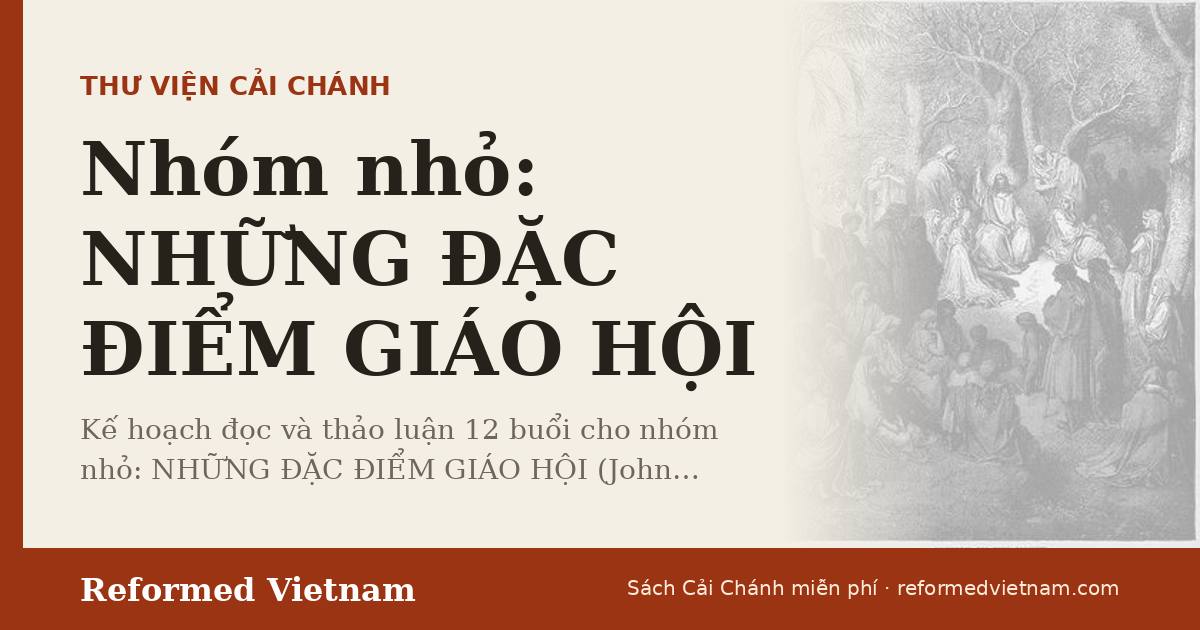 THƯ VIỆN CẢI CHÁNH
Nhóm nhỏ:
NHỮNG ĐẶC
ĐIỂM GIÁO HỘI
Kế hoạch đọc và thảo luận 12 buổi cho nhóm
nhỏ: NHỮNG ĐẶC ĐIỂM GIÁO HỘI (John...
Reformed Vietnam
Sách Cải Chánh miễn phí · reformedvietnam.com